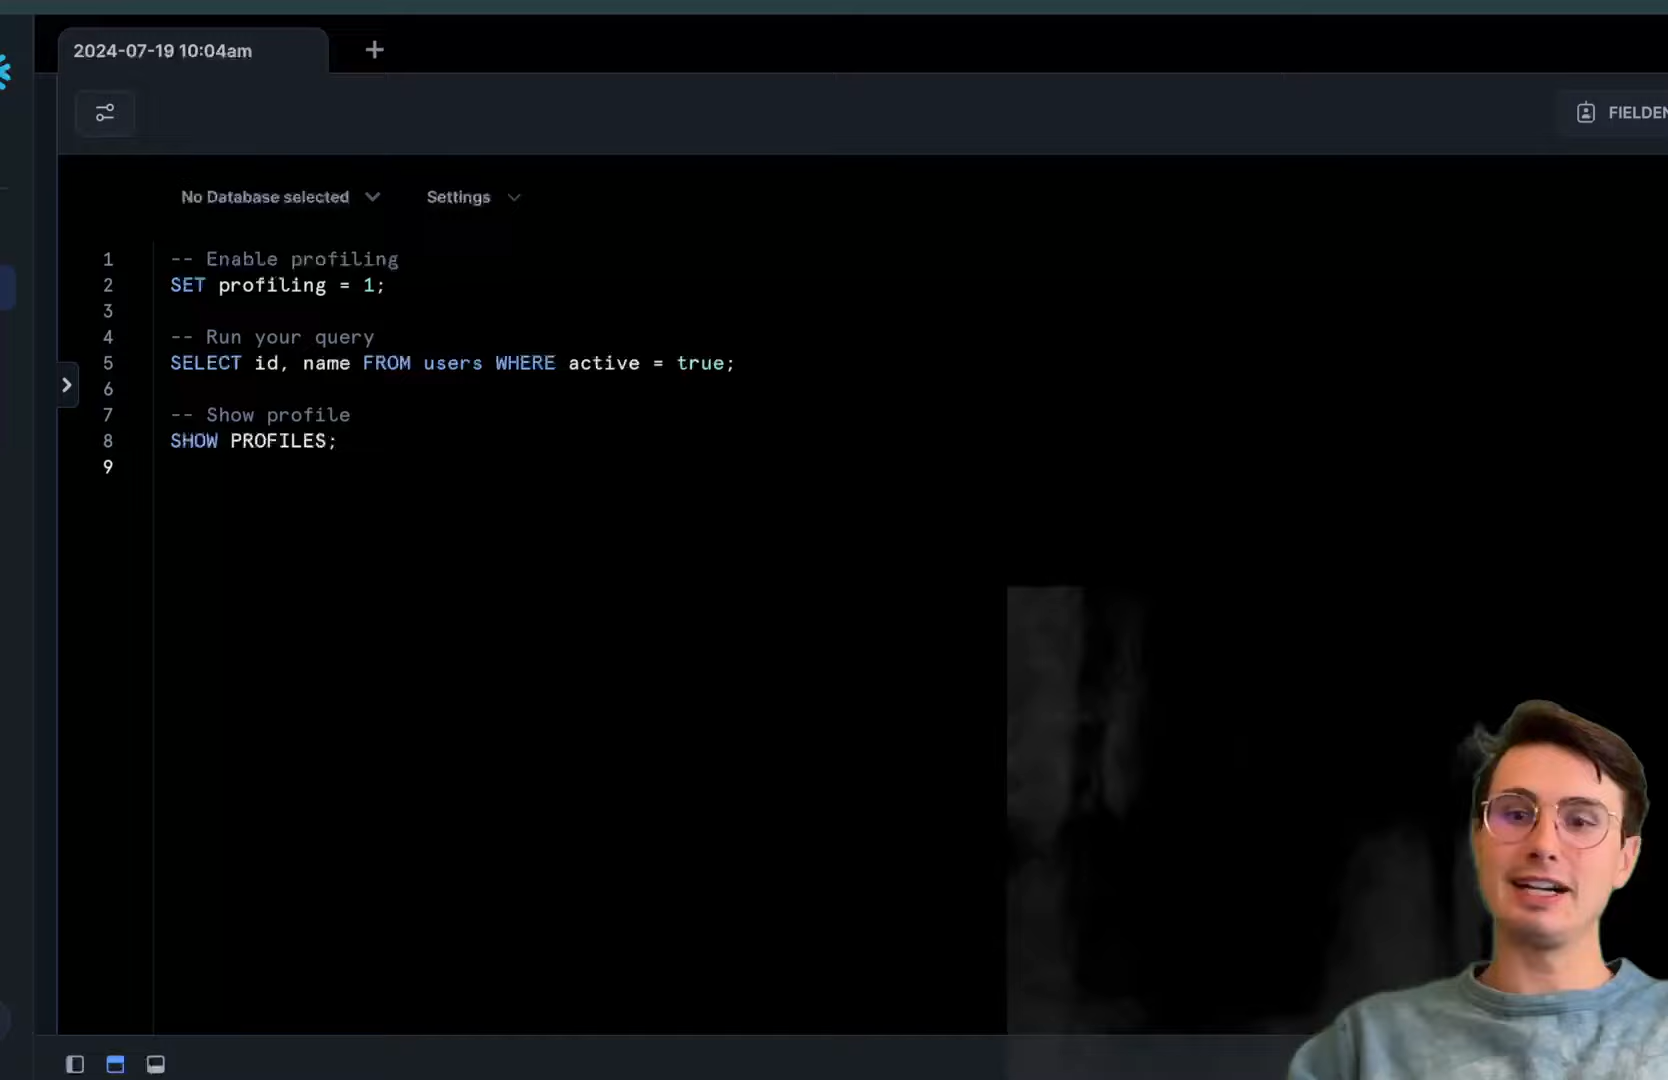 2024-07-19 10:04am
No Database selected
Settings
1 -- Enable profiling
2 SET profiling = 1;
3
4 -- Run your query
5 SELECT id, name FROM users WHERE active = true;
6
7 -- Show profile
8 SHOW PROFILES;
9